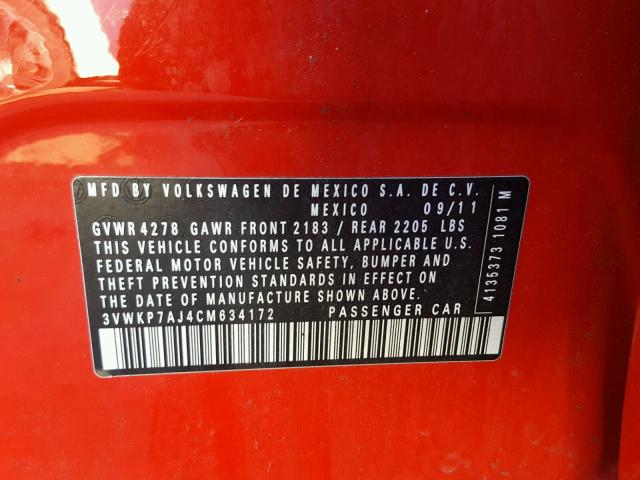 MFD BY VOLKSWAGEN DE MEXICO S.A. DE C.V.
MEXICO 09/11
GVWR 4278 GAWR FRONT 2183 / REAR 2205 LBS
THIS VEHICLE CONFORMS TO ALL APPLICABLE U.S.
FEDERAL MOTOR VEHICLE SAFETY, BUMPER AND
THEFT PREVENTION STANDARDS IN EFFECT ON
THE DATE OF MANUFACTURE SHOWN ABOVE.
3VWKP7AJ4CM634172 PASSENGER CAR
4135373 1081 M